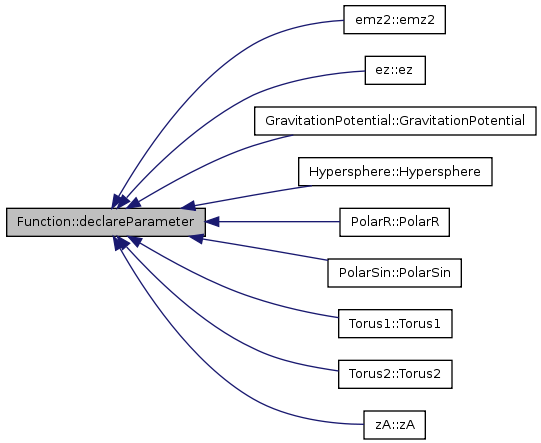 emz2::emz2
ez::ez
GravitationPotential::GravitationPotential
Hypersphere::Hypersphere
Function::declareParameter
PolarR::PolarR
PolarSin::PolarSin
Torus1::Torus1
Torus2::Torus2
zA::zA